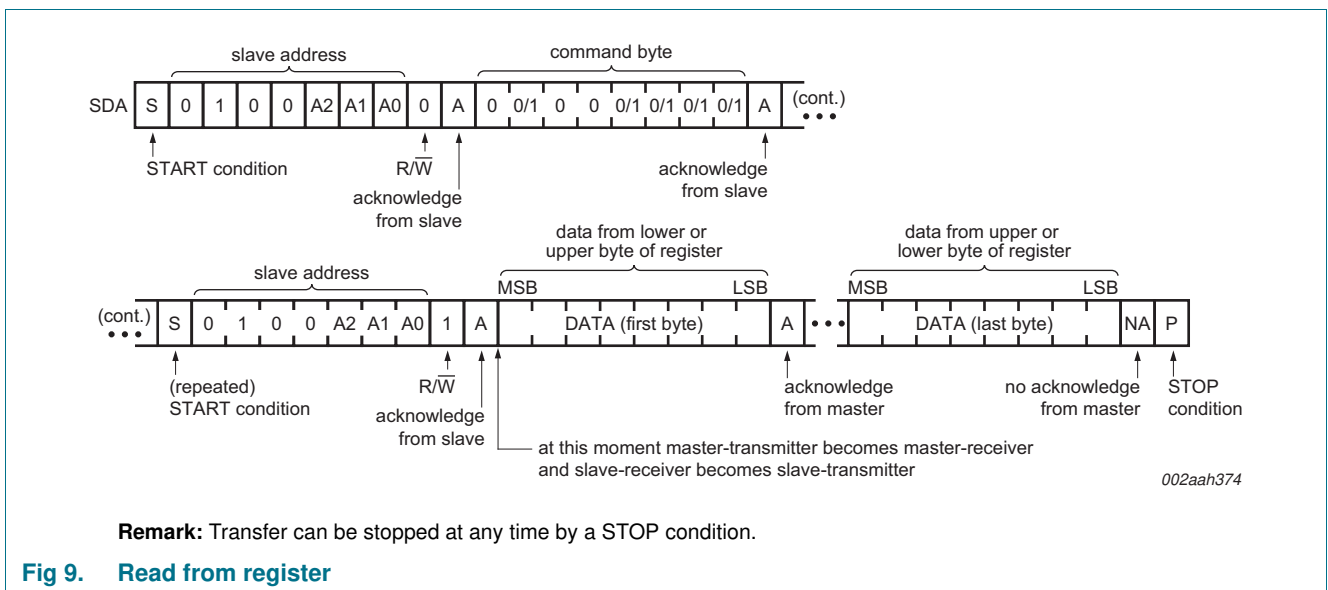 slave address command byte
SDA S 0 1 0 0 A2 A1 A0 0 A 0 0/1 0 0 0/1 0/1 0/1 0/1 A (cont.)
START condition R/W̅ acknowledge
acknowledge from slave
from slave
data from lower or data from upper or
upper byte of register lower byte of register
slave address
MSB LSB MSB LSB
(cont.) S 0 1 0 0 A2 A1 A0 1 A DATA (first byte) A DATA (last byte) NA P
(repeated) R/W̅ acknowledge no acknowledge STOP
START condition acknowledge from master from master condition
from slave
at this moment master-transmitter becomes master-receiver
and slave-receiver becomes slave-transmitter
002aah374
Remark: Transfer can be stopped at any time by a STOP condition.
Fig 9. Read from register